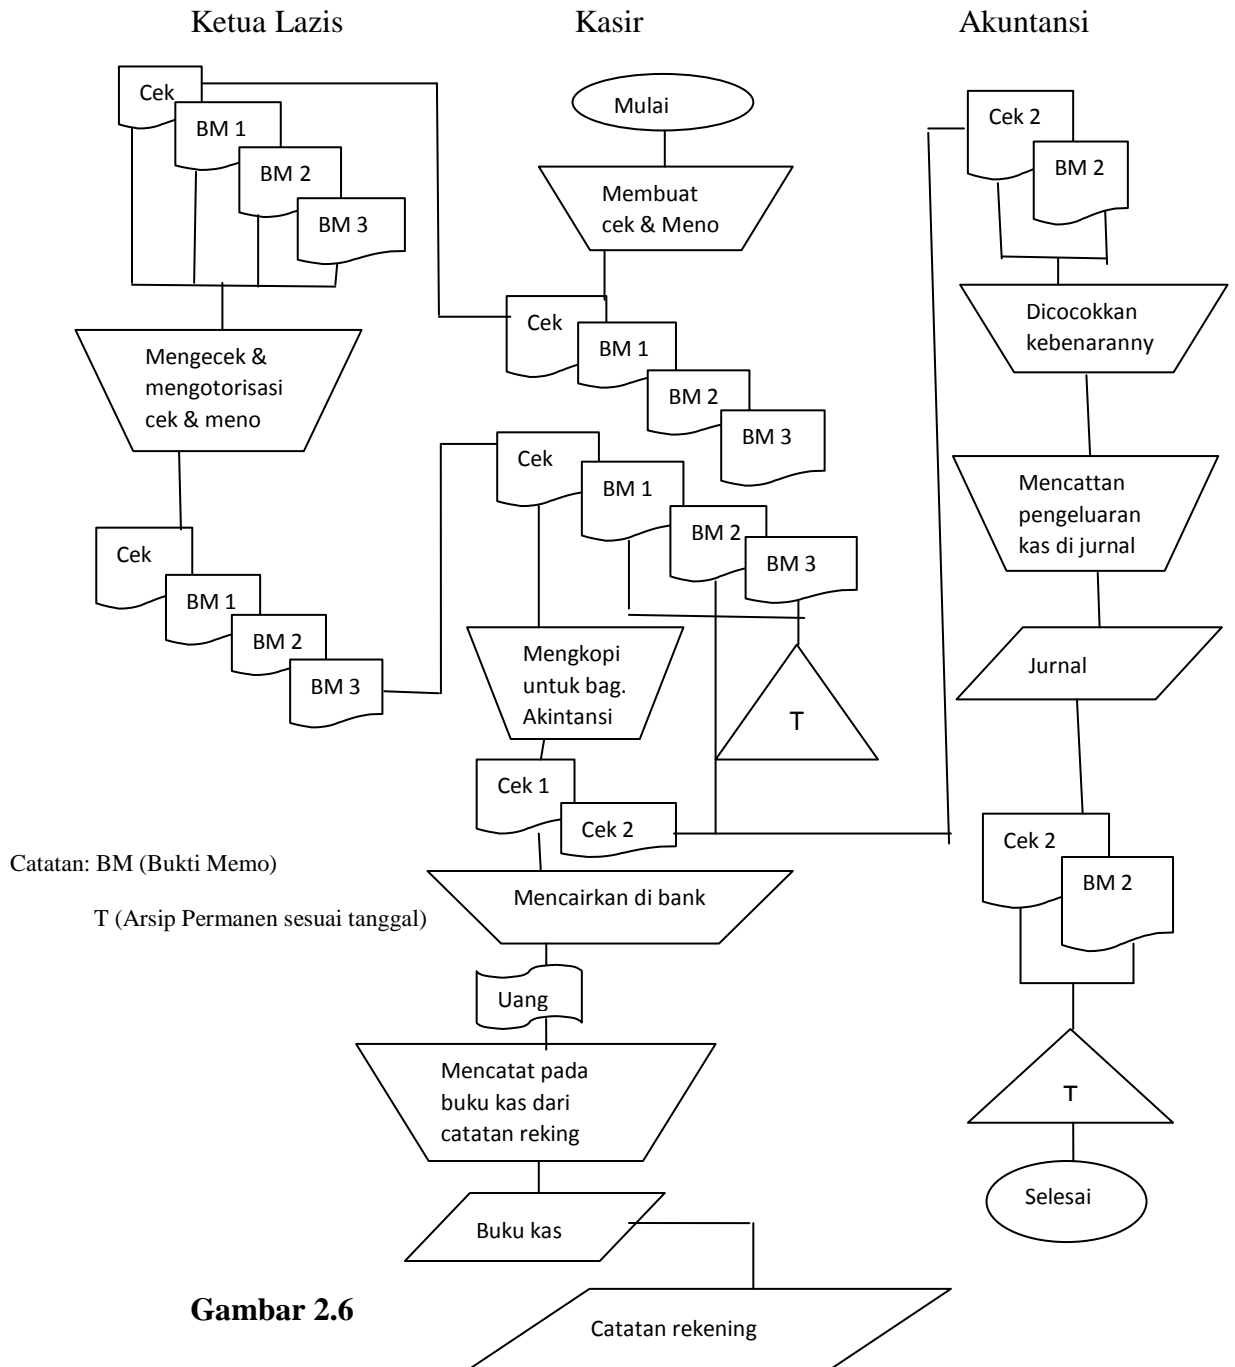 Ketua Lazis
Kasir
Akuntansi
Cek
BM 1
BM 2
BM 3
Mengecek &
mengotorisasi
cek & meno
Cek
BM 1
BM 2
BM 3
Mulai
Membuat
cek & Meno
Cek
BM 1
BM 2
BM 3
Cek
BM 1
BM 2
BM 3
Mengkopi
untuk bag.
Akintansi
T
Cek 1
Cek 2
Mencairkan di bank
Uang
Mencatat pada
buku kas dari
catatan reking
Buku kas
Catatan rekening
Cek 2
BM 2
Dicocokkan
kebenaranny
Mencattan
pengeluaran
kas di jurnal
Jurnal
Cek 2
BM 2
T
Selesai
Catatan: BM (Bukti Memo)
T (Arsip Permanen sesuai tanggal)
Gambar 2.6